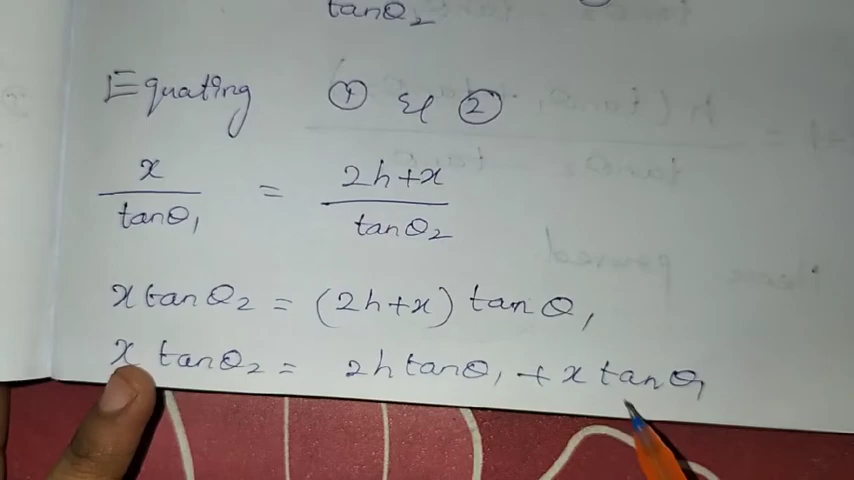 tanθ₂
Equating ① & ②
x/tanθ₁ = 2h+x/tanθ₂
x tanθ₂ = (2h+x) tanθ₁
x tanθ₂ = 2h tanθ₁ + x tanθ₁